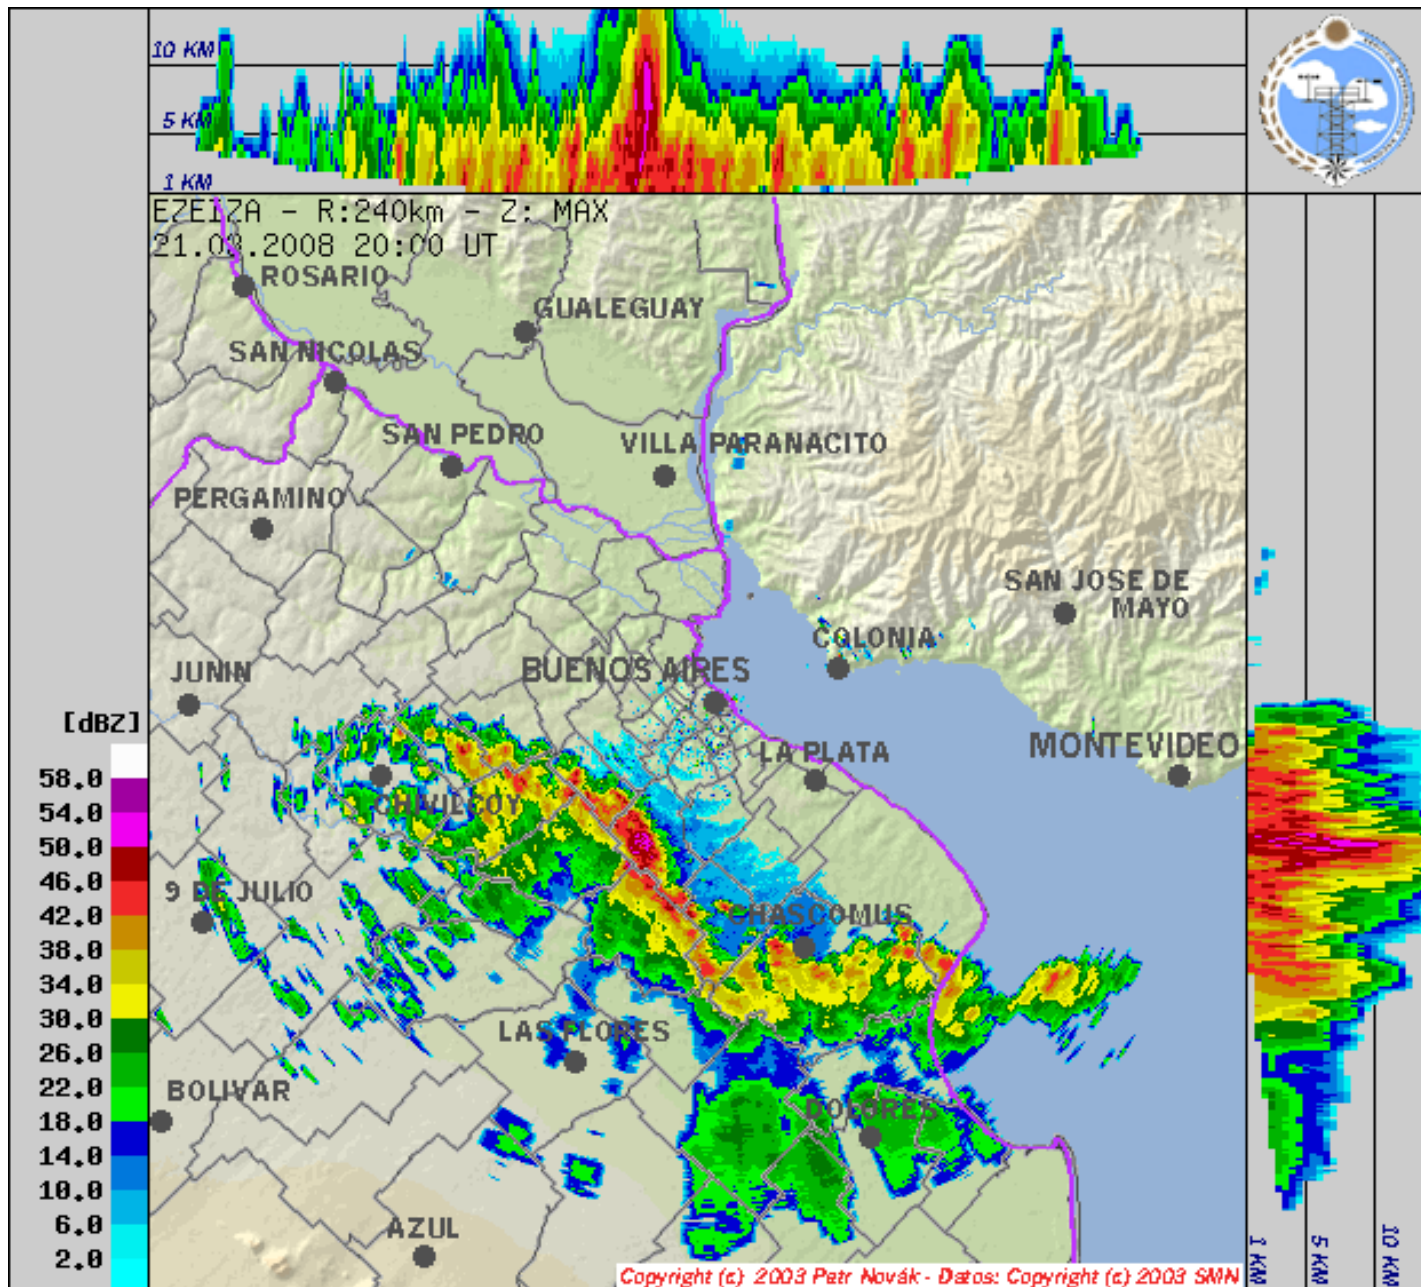 10 KM
5 KM
1 KM
EZEIZA - R:240km - Z: MAX
21.03.2008 20:00 UT
ROSARIO
GUALEGUAY
SAN NICOLAS
SAN PEDRO
VILLA PARANACITO
PERGAMINO
SAN JOSE DE
MAYO
COLONIA
BUENOS AIRES
JUNIN
[dBZ]
LA PLATA
MONTEVIDEO
58.0
54.0
50.0
46.0
42.0
38.0
34.0
30.0
26.0
22.0
18.0
14.0
10.0
6.0
2.0
CHIVILCOY
9 DE JULIO
CHASCOMUS
LAS FLORES
BOLIVAR
DOLORES
AZUL
1 KM
5 KM
10 KM
Copyright (c) 2003 Petr Novák - Datos: Copyright (c) 2003 SMN